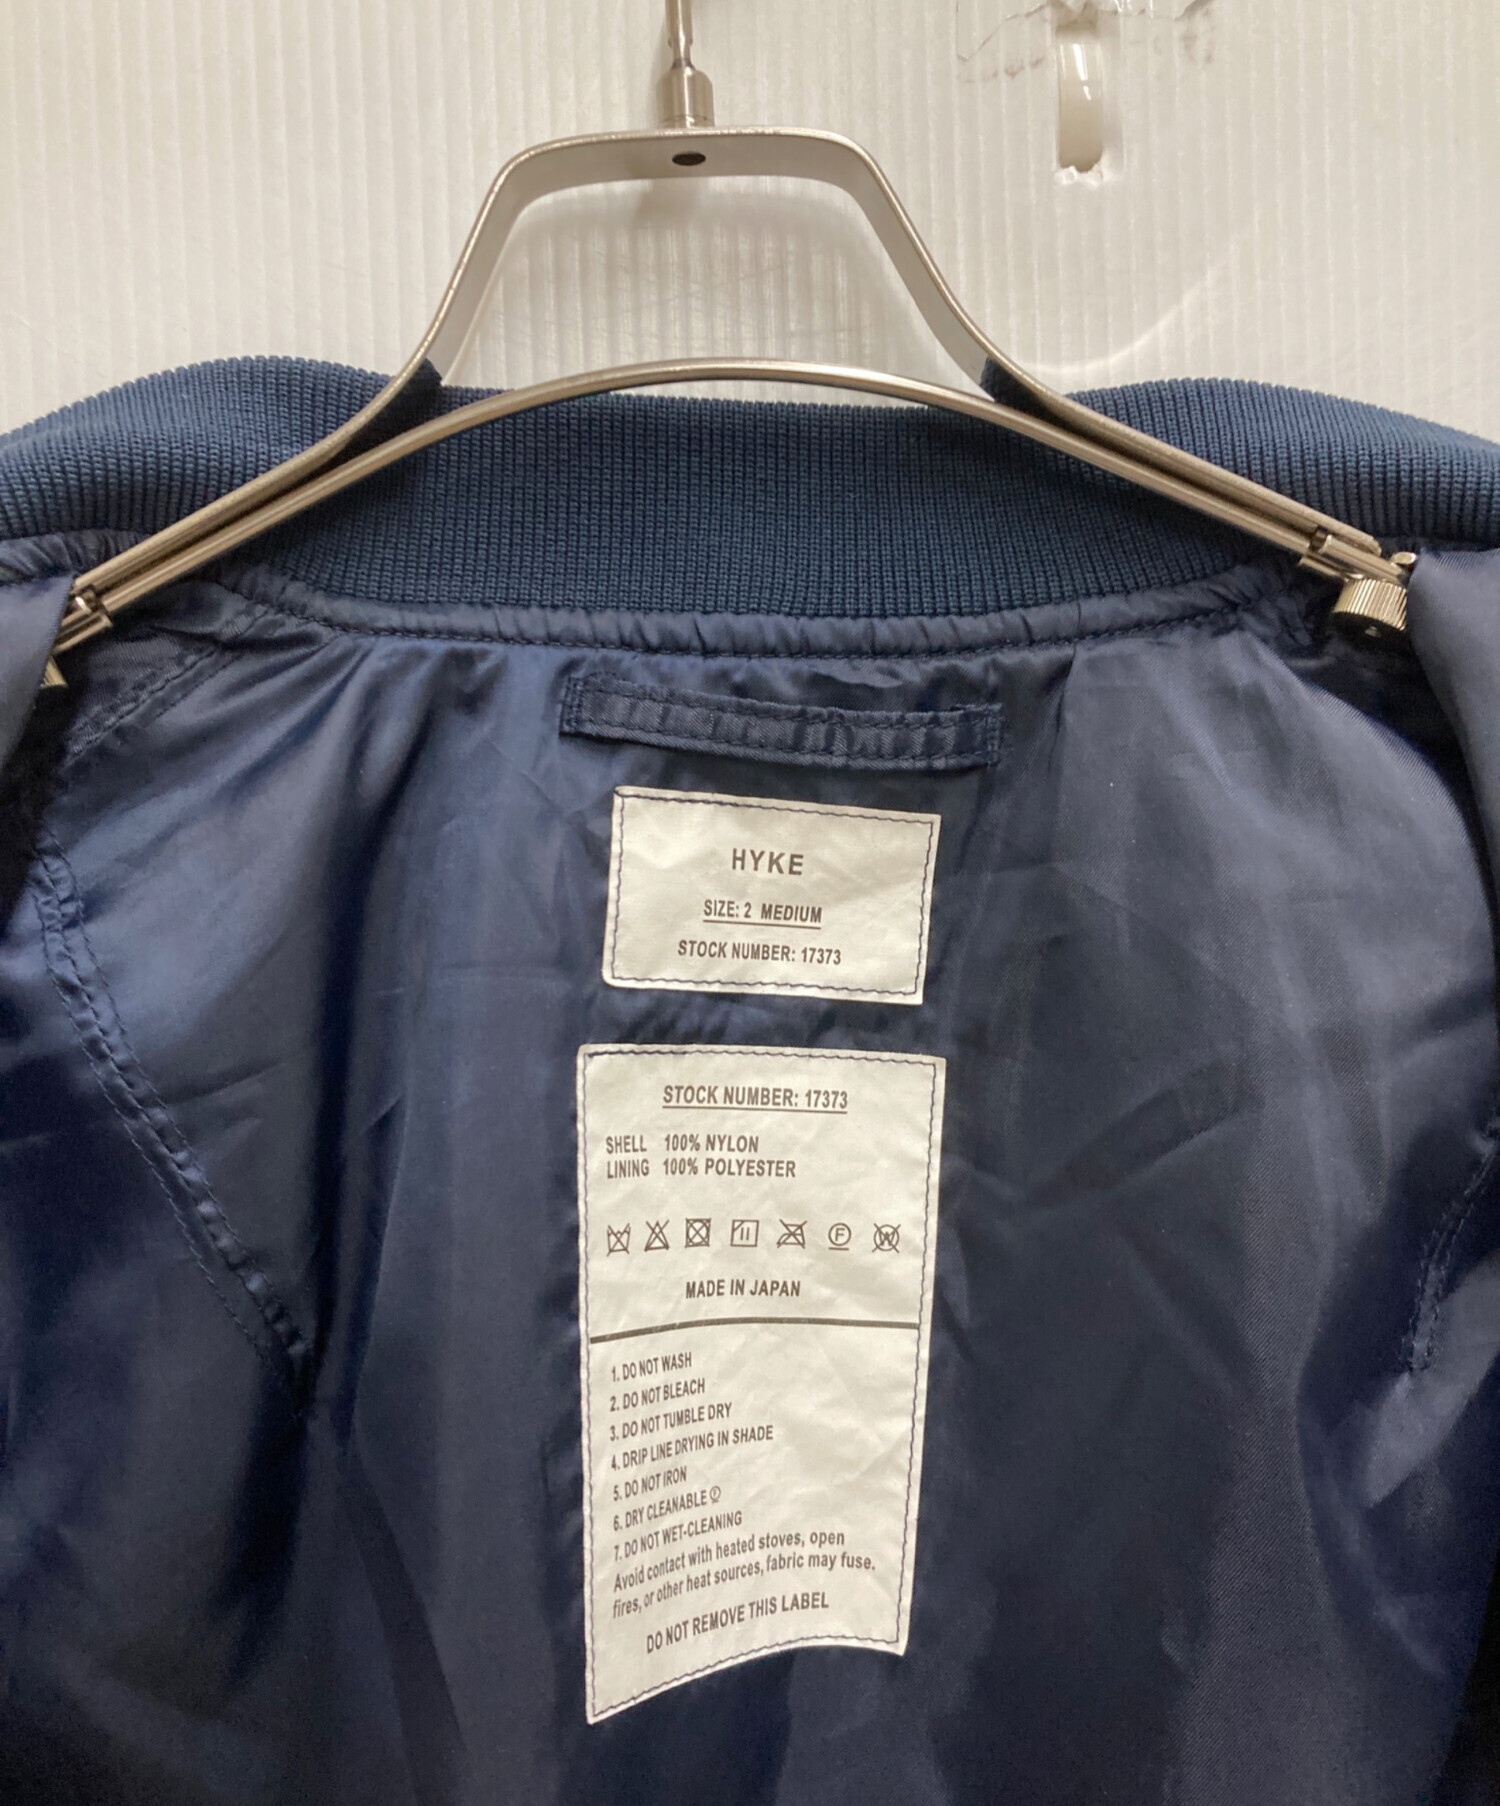 HYKE
SIZE: 2 MEDIUM
STOCK NUMBER: 17373
STOCK NUMBER: 17373
SHELL 100% NYLON
LINING 100% POLYESTER
F W
MADE IN JAPAN
1. DO NOT WASH
2. DO NOT BLEACH
3. DO NOT TUMBLE DRY
4. DRIP LINE DRYING IN SHADE
5. DO NOT IRON
6. DRY CLEANABLE Ⓕ
7. DO NOT WET-CLEANING
Avoid contact with heated stoves, open
fires, or other heat sources, fabric may fuse.
DO NOT REMOVE THIS LABEL